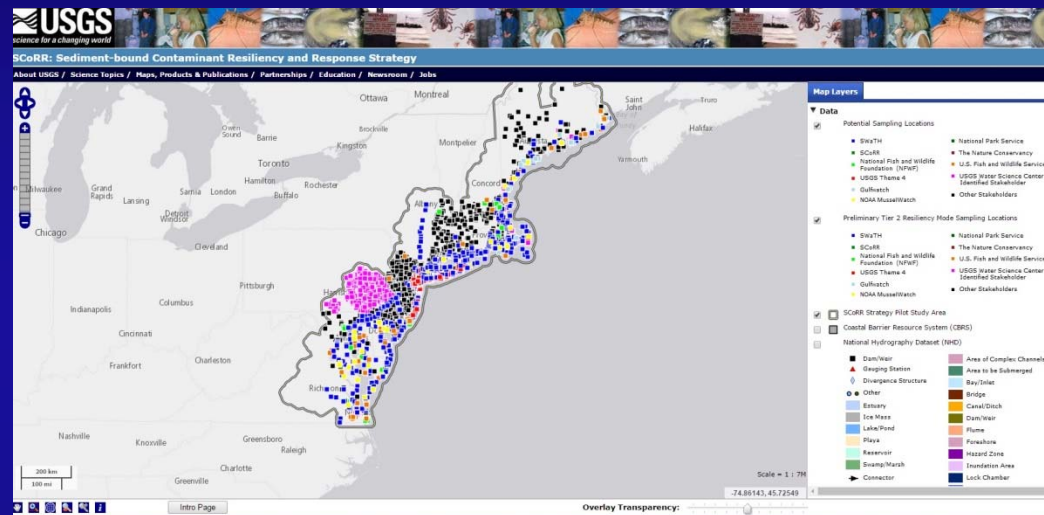 USGS
science for a changing world
SCoRR: Sediment-bound Contaminant Resiliency and Response Strategy
About USGS / Science Topics / Maps, Products & Publications / Partnerships / Education / Newsroom / Jobs
Ottawa
Montreal
Saint John
Truro
Halifax
Yarmouth
Owen Sound
Barrie
Brockville
Kingston
Montpelier
Toronto
Hamilton
Rochester
Concord
Milwaukee
Grand Rapids
Lansing
Sarnia
London
Buffalo
Albany
Detroit
Windsor
Chicago
Cleveland
Pittsburgh
Indianapolis
Columbus
Cincinnati
Frankfort
Charleston
Nashville
Knoxville
Greensboro
Raleigh
Charlotte
Greenville
200 km
100 mi
Scale = 1 : 7M
-74.86143, 45.72549
Map Layers
Data
Potential Sampling Locations
SWaTH
SCoRR
National Fish and Wildlife Foundation (NFWF)
USGS Theme 4
Gulfwatch
NOAA MusselWatch
National Park Service
The Nature Conservancy
U.S. Fish and Wildlife Service
USGS Water Science Center Identified Stakeholder
Other Stakeholders
Preliminary Tier 2 Resiliency Mode Sampling Locations
SWaTH
SCoRR
National Fish and Wildlife Foundation (NFWF)
USGS Theme 4
Gulfwatch
NOAA MusselWatch
National Park Service
The Nature Conservancy
U.S. Fish and Wildlife Service
USGS Water Science Center Identified Stakeholder
Other Stakeholders
SCoRR Strategy Pilot Study Area
Coastal Barrier Resource System (CBRS)
National Hydrography Dataset (NHD)
Dam/Weir
Gauging Station
Divergence Structure
Other
Estuary
Ice Mass
Lake/Pond
Playa
Reservoir
Swamp/Marsh
Connector
Area of Complex Channels
Area to be Submerged
Bay/Inlet
Bridge
Canal/Ditch
Dam/Weir
Flume
Foreshore
Hazard Zone
Inundation Area
Lock Chamber
Intro Page
Overlay Transparency: